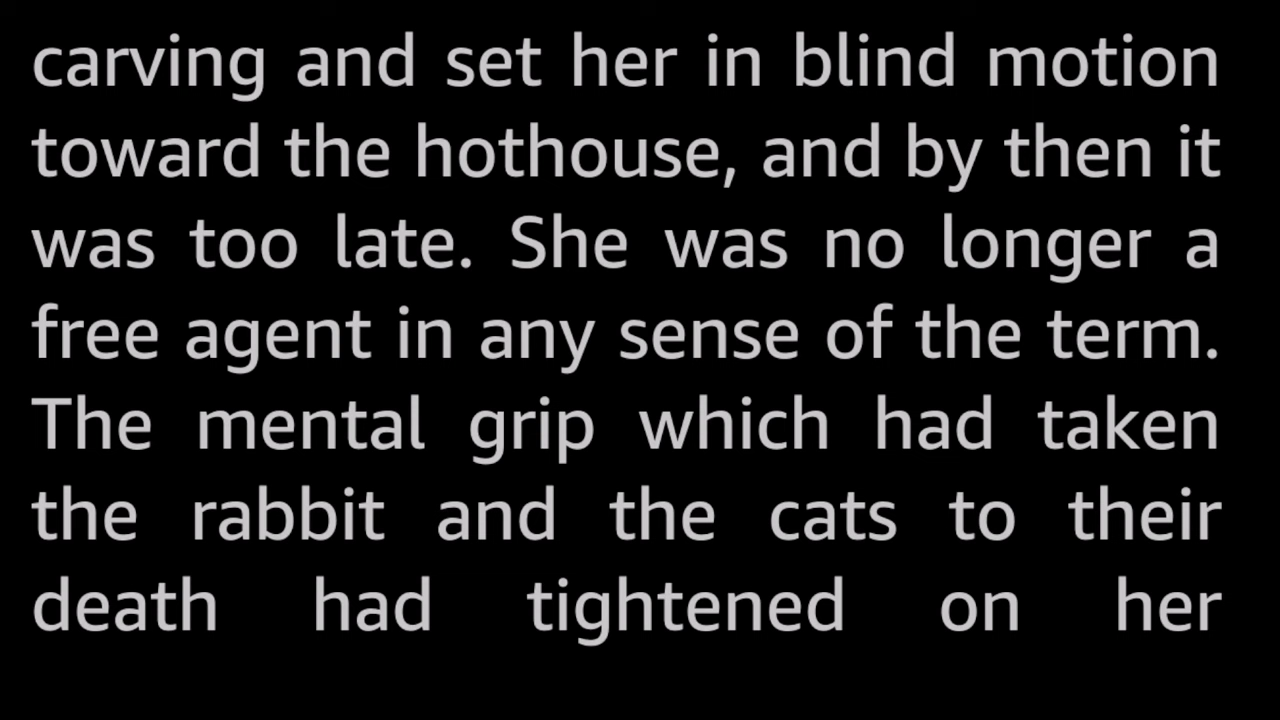 carving and set her in blind motion
toward the hothouse, and by then it
was too late. She was no longer a
free agent in any sense of the term.
The mental grip which had taken
the rabbit and the cats to their
death had tightened on her